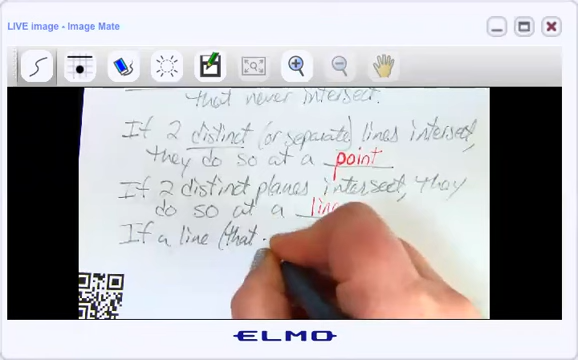 LIVE image - Image Mate
that never intersect.
If 2 distinct (or separate) lines intersect,
they do so at a point
If 2 distinct planes intersect, they
do so at a
If a line (that
ELMO